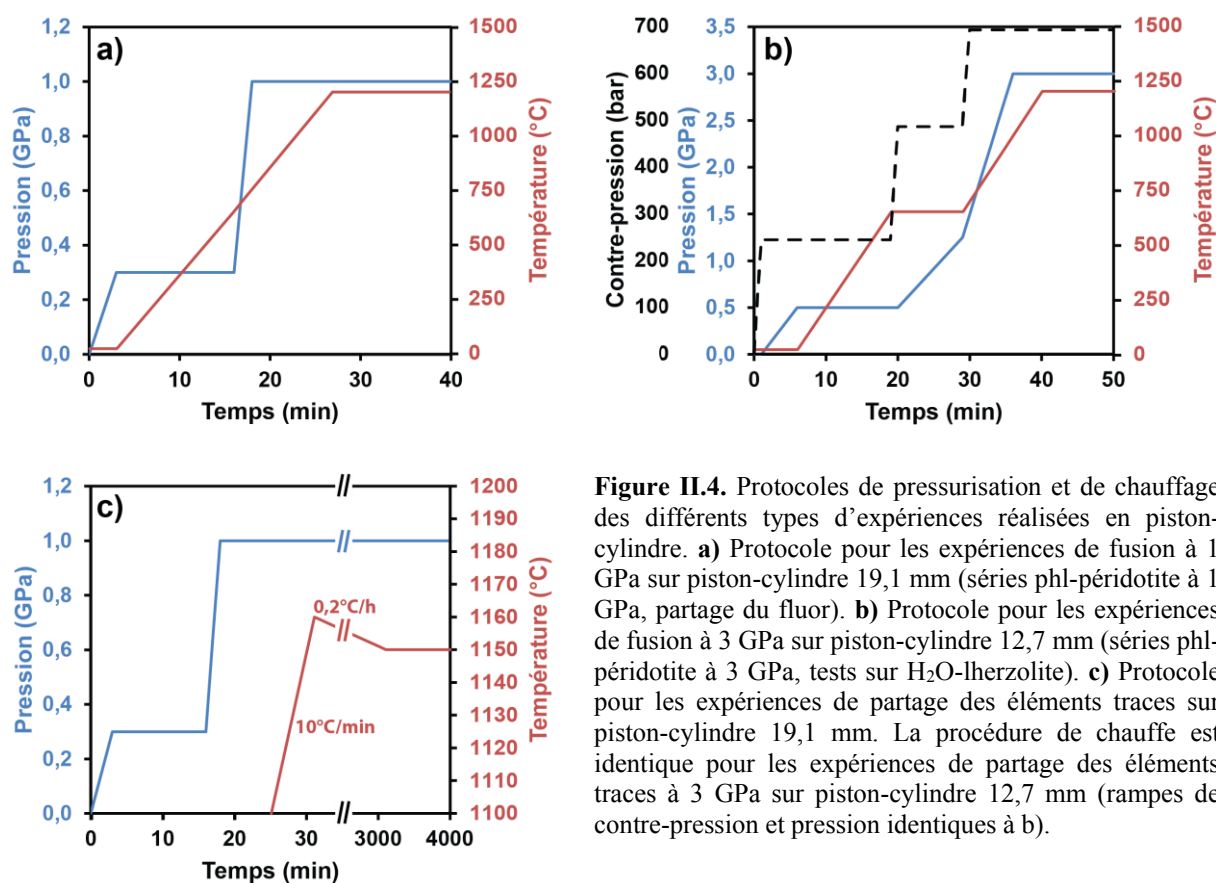 a)
Pression (GPa)
1,2
1,0
0,8
0,6
0,4
0,2
0,0
0
10
20
30
40
Temps (min)
1500
1250
1000
750
500
250
0
Température (°C)
b)
Contre-pression (bar)
700
600
500
400
300
200
100
0
Pression (GPa)
3,5
3,0
2,5
2,0
1,5
1,0
0,5
0,0
0
10
20
30
40
50
Temps (min)
1500
1250
1000
750
500
250
0
Température (°C)
c)
Pression (GPa)
1,2
1,0
0,8
0,6
0,4
0,2
0,0
0,2°C/h
10°C/min
0
10
20
30
3000
4000
Temps (min)
1200
1190
1180
1170
1160
1150
1140
1130
1120
1110
1100
Température (°C)
Figure II.4. Protocoles de pressurisation et de chauffage
des différents types d'expériences réalisées en piston-
cylindre. a) Protocole pour les expériences de fusion à 1
GPa sur piston-cylindre 19,1 mm (séries phl-péridotite à 1
GPa, partage du fluor). b) Protocole pour les expériences
de fusion à 3 GPa sur piston-cylindre 12,7 mm (séries phl-
péridotite à 3 GPa, tests sur H₂O-lherzolite). c) Protocole
pour les expériences de partage des éléments traces sur
piston-cylindre 19,1 mm. La procédure de chauffe est
identique pour les expériences de partage des éléments
traces à 3 GPa sur piston-cylindre 12,7 mm (rampes de
contre-pression et pression identiques à b).